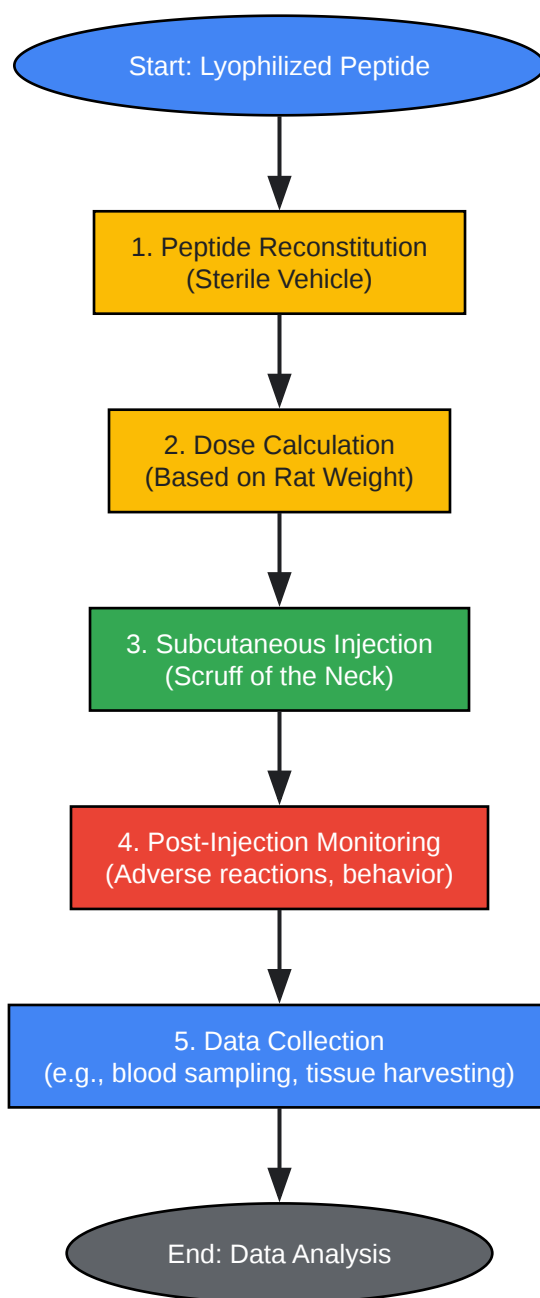 Start: Lyophilized Peptide
1. Peptide Reconstitution
(Sterile Vehicle)
2. Dose Calculation
(Based on Rat Weight)
3. Subcutaneous Injection
(Scruff of the Neck)
4. Post-Injection Monitoring
(Adverse reactions, behavior)
5. Data Collection
(e.g., blood sampling, tissue harvesting)
End: Data Analysis